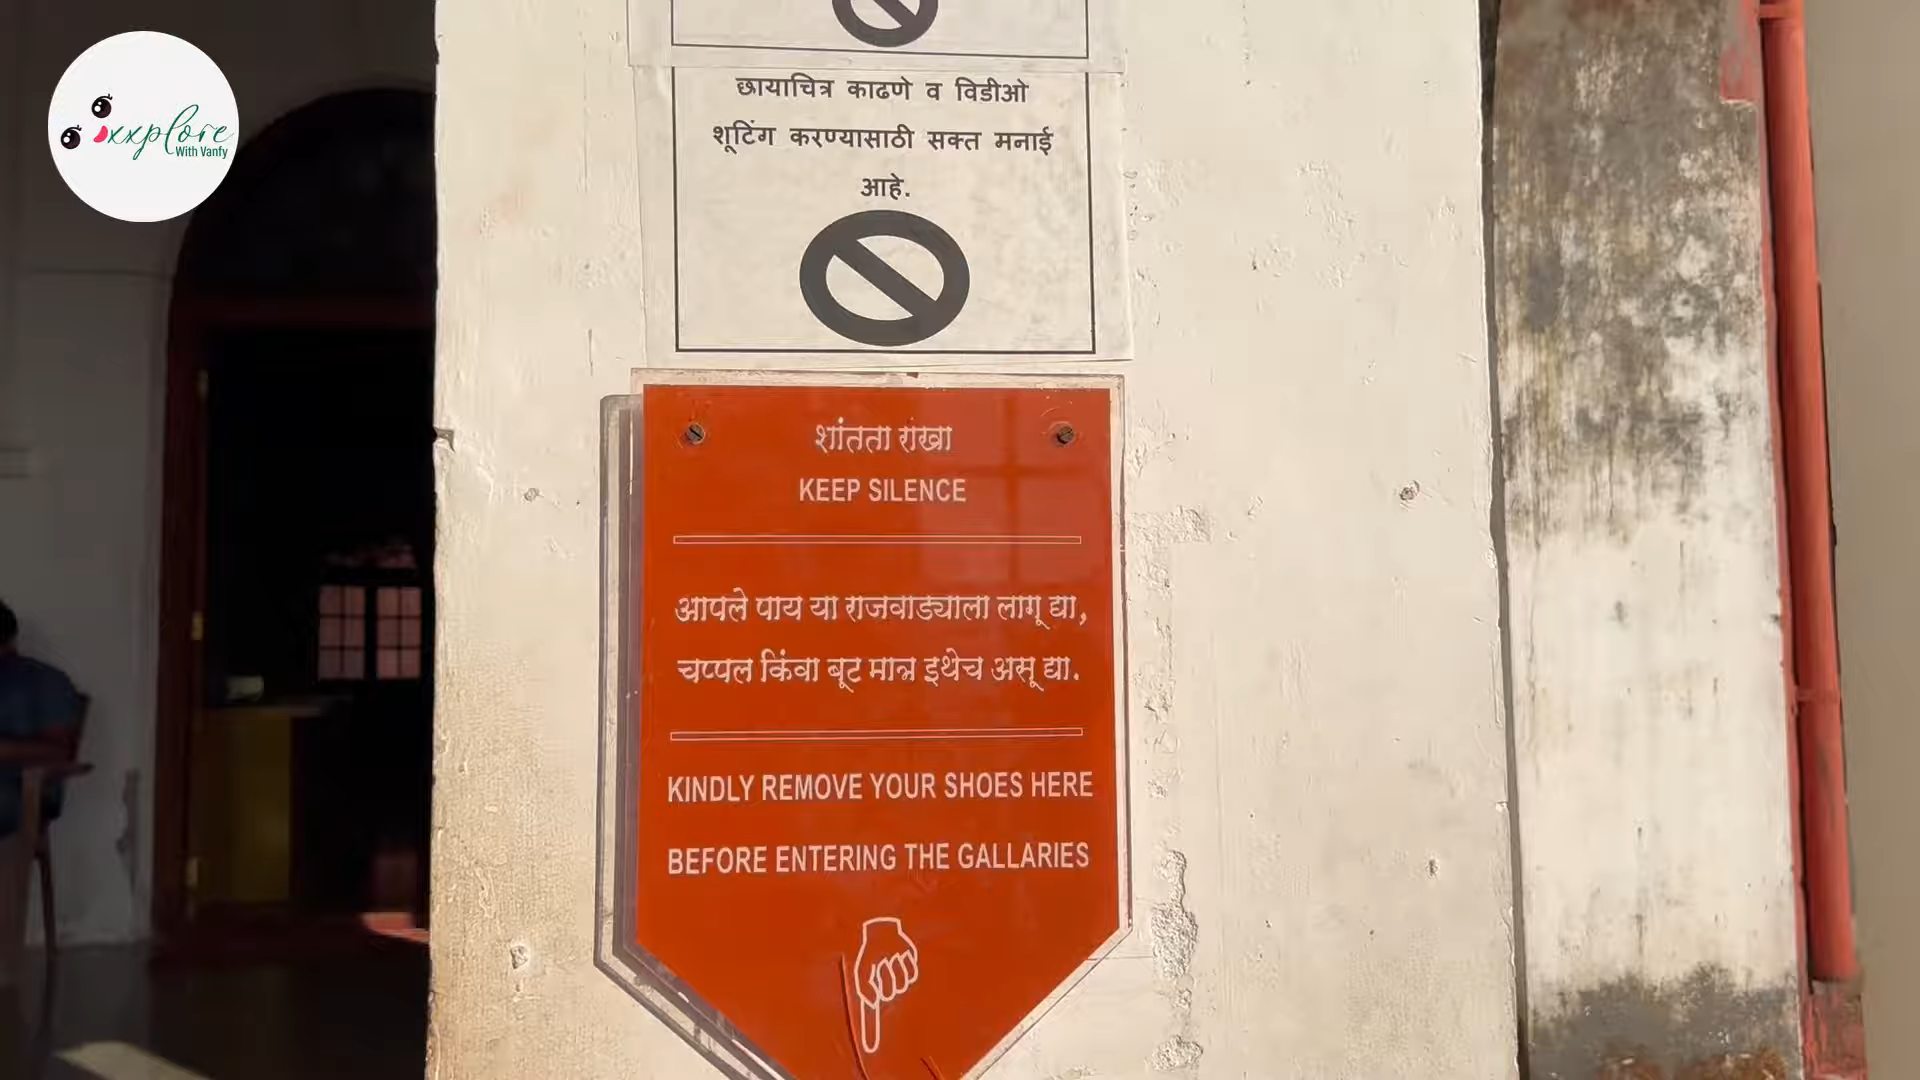 ixxplore
With Vanfy
छायाचित्र काढणे व विडीओ
शूटिंग करण्यासाठी सक्त मनाई
आहे.
शांतता राखा
KEEP SILENCE
आपले पाय या राजवाड्याला लागू द्या,
चप्पल किंवा बूट मात्र इथेच असू द्या.
KINDLY REMOVE YOUR SHOES HERE
BEFORE ENTERING THE GALLARIES